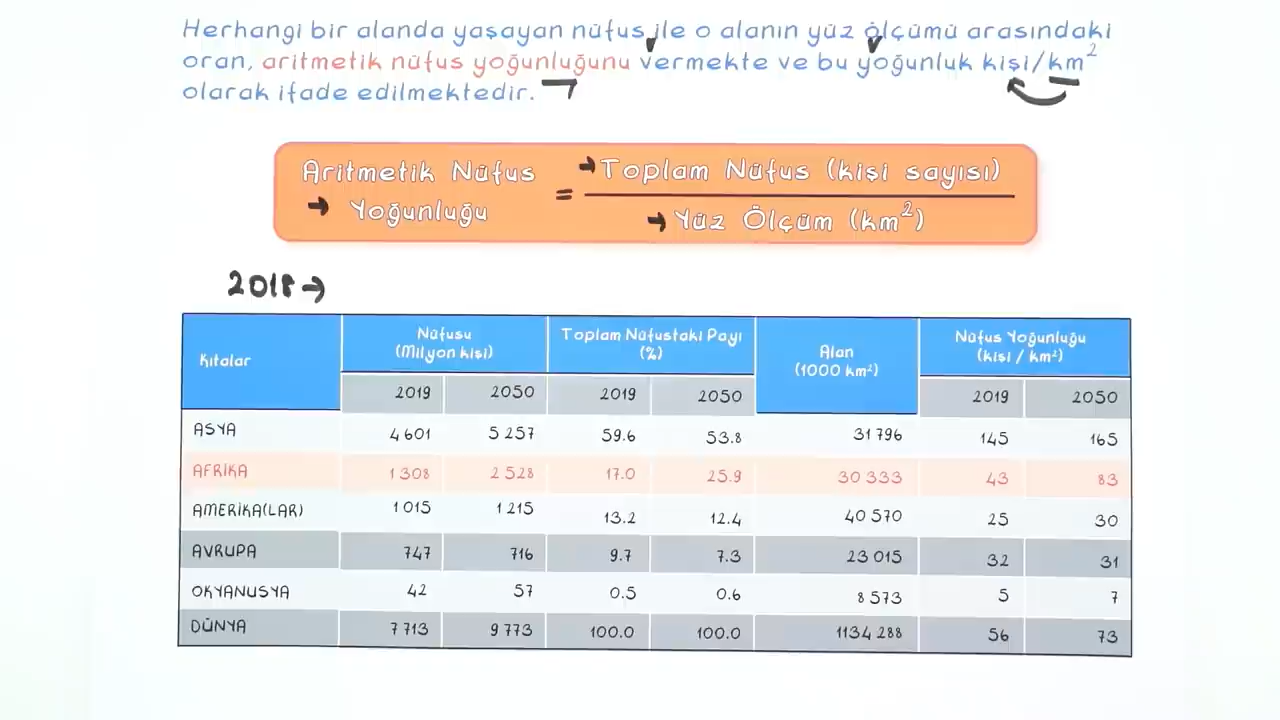 Herhangi bir alanda yaşayan nüfus ile o alanın yüz ölçümü arasındaki
oran, aritmetik nüfus yoğunluğunu vermekte ve bu yoğunluk kişi/km²
olarak ifade edilmektedir.
Aritmetik Nüfus Yoğunluğu = Toplam Nüfus (kişi sayısı)
Yüz Ölçüm (km²)
2018
Kıtalar Nüfusu (Milyon kişi) Toplam Nüfustaki Payı (%) Alan (1000 km²) Nüfus Yoğunluğu (kişi / km²)
2019 2050 2019 2050 2019 2050
ASYA 4 601 5 257 59.6 53.8 31 796 145 165
AFRİKA 1 308 2 528 17.0 25.9 30 333 43 83
AMERİKA(LAR) 1 015 1 215 13.2 12.4 40 570 25 30
AVRUPA 747 716 9.7 7.3 23 015 32 31
OKYANUSYA 42 57 0.5 0.6 8 573 5 7
DÜNYA 7 713 9 773 100.0 100.0 1134 288 56 73